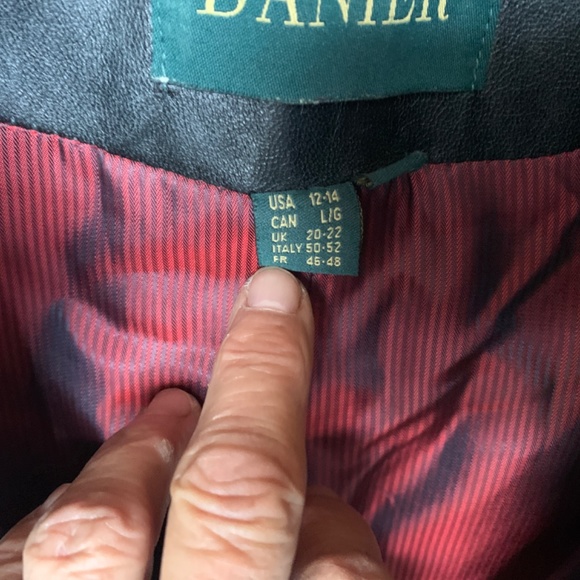 DANIER
USA 12-14
CAN L/G
UK 20-22
ITALY 50-52
FR 46-48